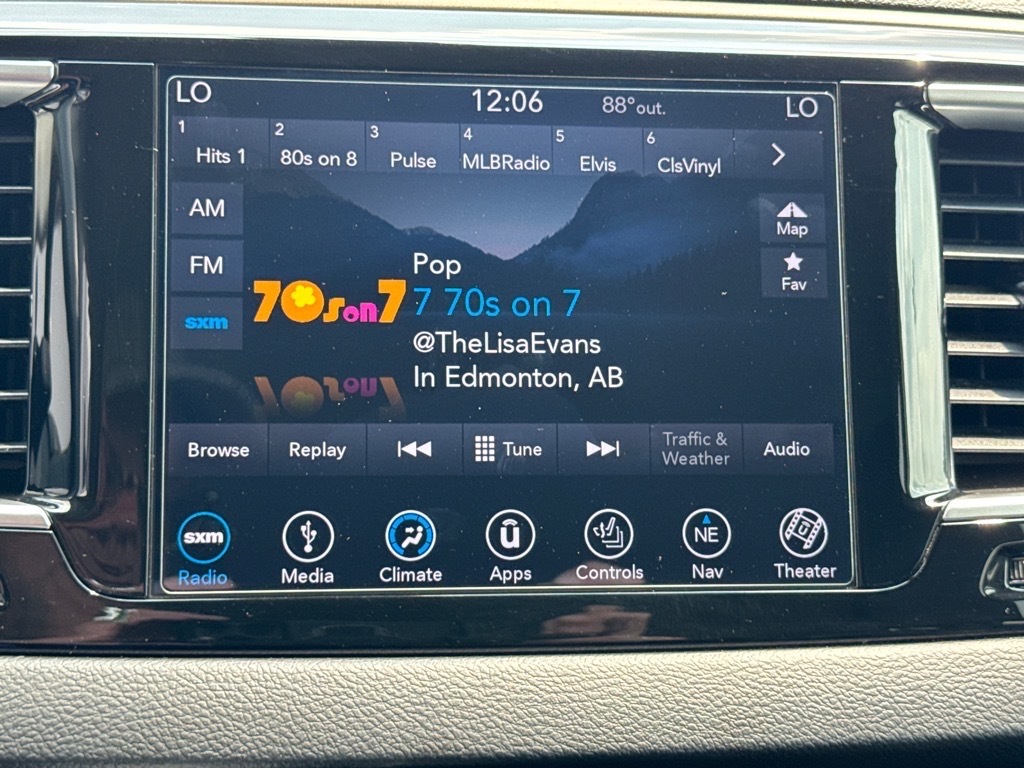 LO
12:06
88°out.
LO
1
Hits 1
2
80s on 8
3
Pulse
4
MLBRadio
5
Elvis
6
ClsVinyl
AM
FM
sxm
Map
Fav
70s on 7
Pop
7 70s on 7
@TheLisaEvans
In Edmonton, AB
Browse
Replay
Tune
Traffic &
Weather
Audio
sxm
Radio
Media
Climate
u
Apps
Controls
NE
Nav
Theater